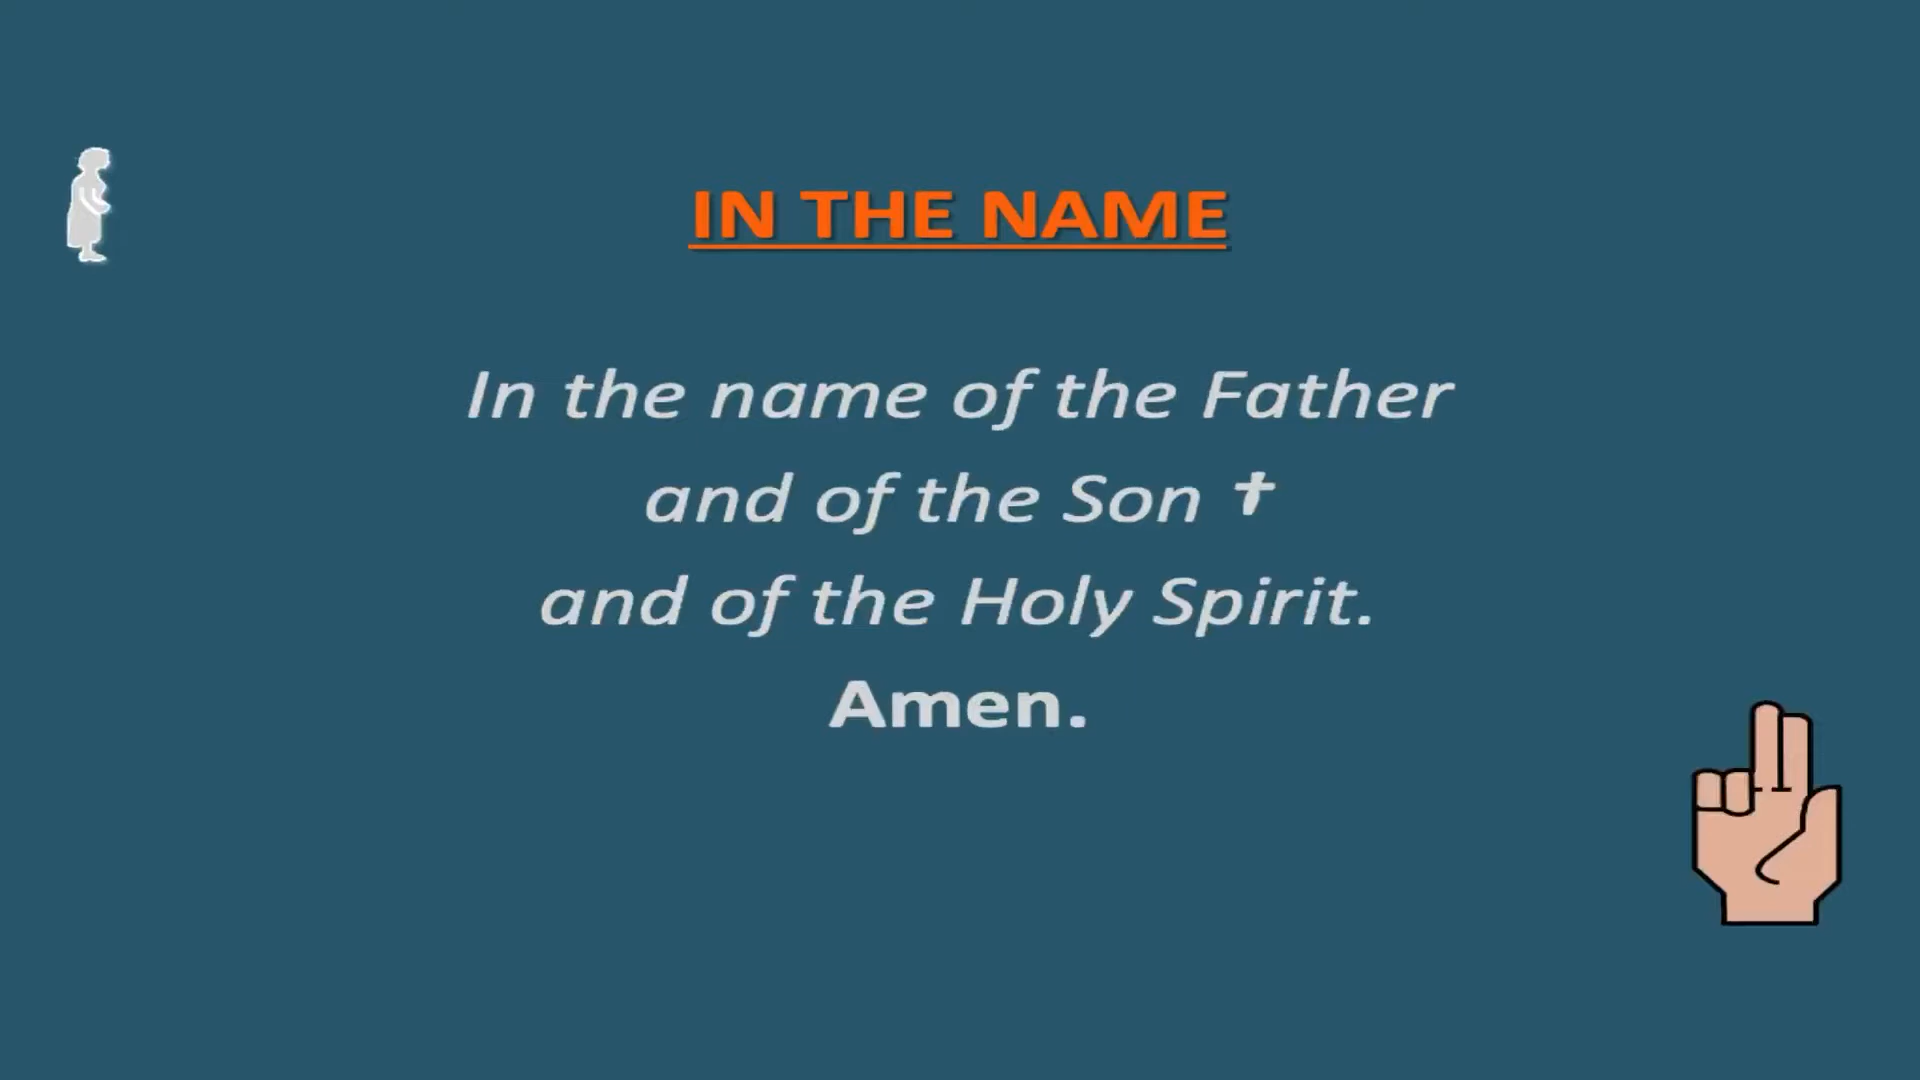 IN THE NAME
In the name of the Father
and of the Son ✝
and of the Holy Spirit.
Amen.